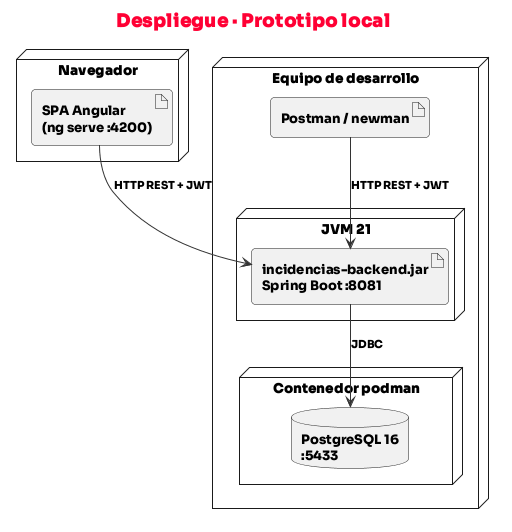 Despliegue · Prototipo local
Navegador
SPA Angular
(ng serve :4200)
Equipo de desarrollo
Postman / newman
HTTP REST + JWT
HTTP REST + JWT
JVM 21
incidencias-backend.jar
Spring Boot :8081
JDBC
Contenedor podman
PostgreSQL 16
:5433